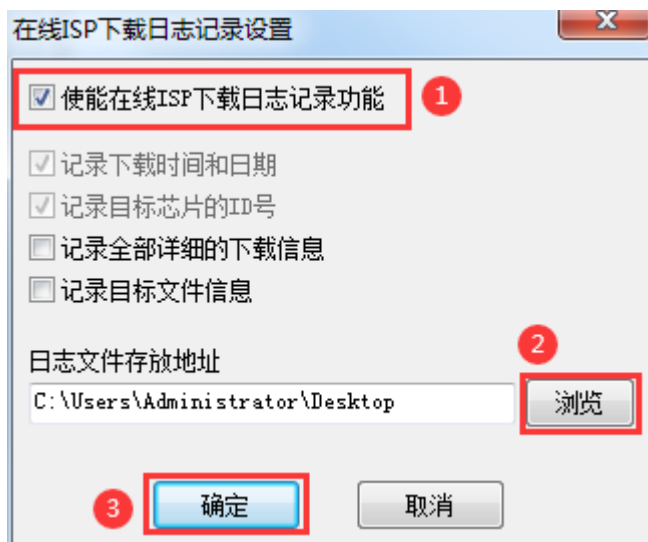 在线ISP下载日志记录设置
使能在线ISP下载日志记录功能
1
记录下载时间和日期
记录目标芯片的ID号
记录全部详细的下载信息
记录目标文件信息
日志文件存放地址
2
C:\Users\Administrator\Desktop
浏览
3
确定
取消